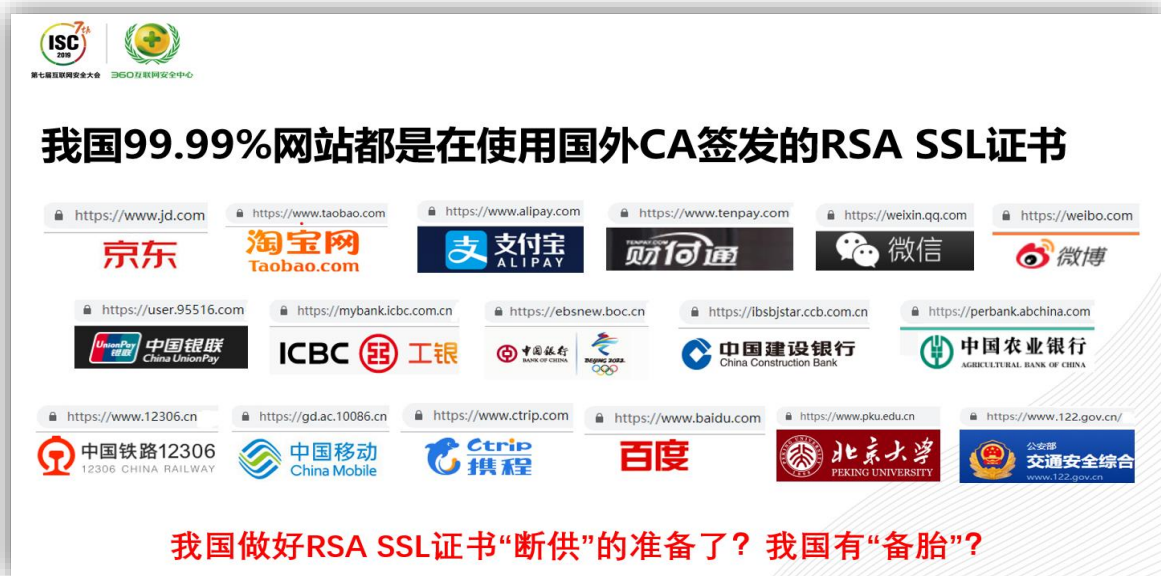 ISC 7th
2019
第七届互联网安全大会 360互联网安全中心
我国99.99%网站都是在使用国外CA签发的RSA SSL证书
https://www.jd.com https://www.taobao.com https://www.alipay.com https://www.tenpay.com https://weixin.qq.com https://weibo.com
京东 淘宝网 支 支付宝 TENPAY.COM 财付通 微信 微博
Taobao.com ALIPAY
https://user.95516.com https://mybank.icbc.com.cn https://ebsnew.boc.cn https://ibsbjstar.ccb.com.cn https://perbank.abchina.com
UnionPay 银联 中国银联 ICBC 工银 中国银行 中国建设银行 中国农业银行
China UnionPay BANK OF CHINA BEIJING 2022 China Construction Bank AGRICULTURAL BANK OF CHINA
https://www.12306.cn https://gd.ac.10086.cn https://www.ctrip.com https://www.baidu.com https://www.pku.edu.cn https://www.122.gov.cn/
中国铁路12306 中国移动 Ctrip 百度 北京大学 公安部
12306 CHINA RAILWAY China Mobile 携程 PEKING UNIVERSITY 交通安全综合
www.122.gov.cn
我国做好RSA SSL证书“断供”的准备了？我国有“备胎”？